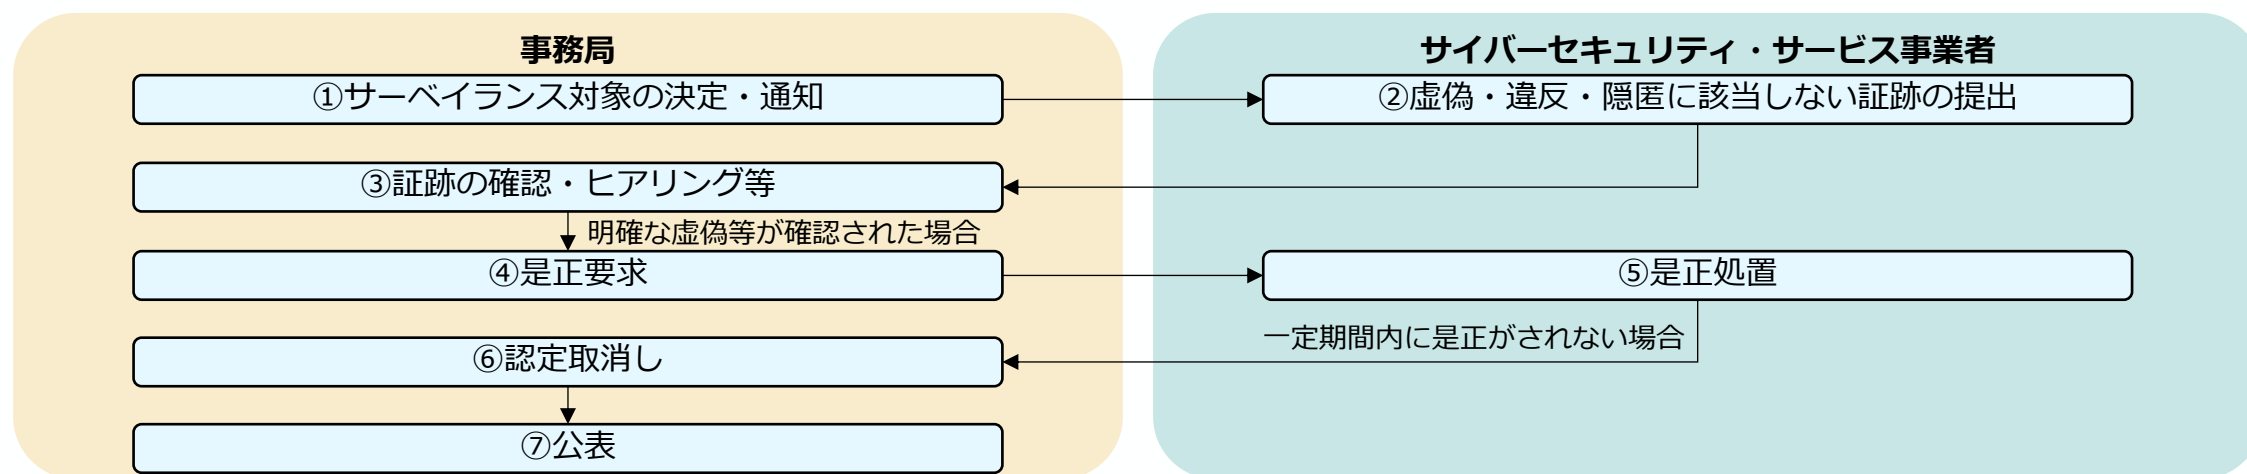 事務局
サイバーセキュリティ・サービス事業者
①サーベイランス対象の決定・通知
②虚偽・違反・隠匿に該当しない証跡の提出
③証跡の確認・ヒアリング等
明確な虚偽等が確認された場合
④是正要求
⑤是正処置
一定期間内に是正がされない場合
⑥認定取消し
⑦公表